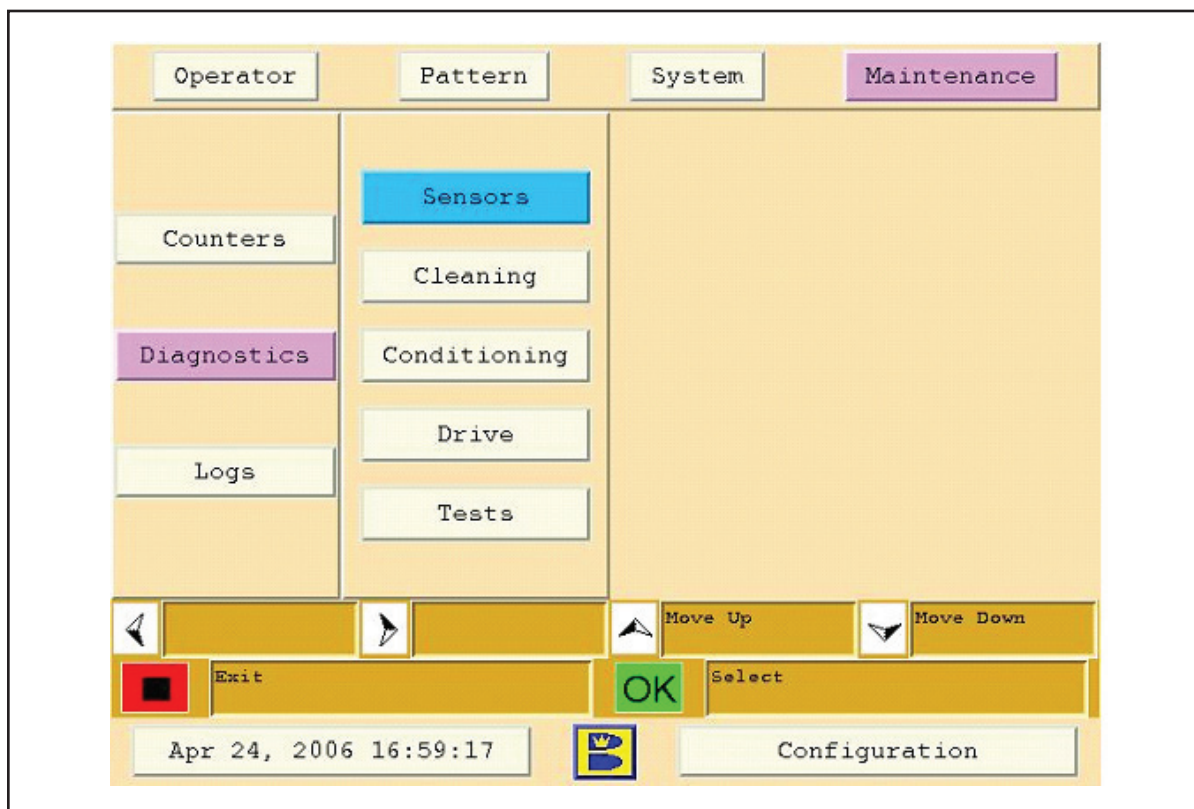 Operator Pattern System Maintenance
Sensors
Counters
Cleaning
Diagnostics Conditioning
Drive
Logs
Tests
Move Up Move Down
Exit OK Select
Apr 24, 2006 16:59:17 Configuration